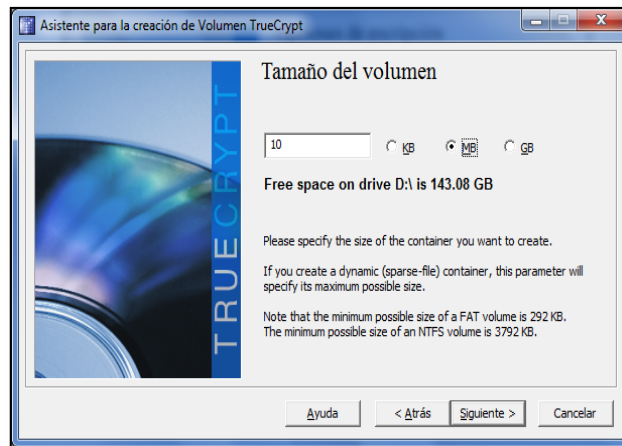 Asistente para la creación de Volumen TrueCrypt
Tamaño del volumen
10 KB MB GB
Free space on drive D:\ is 143.08 GB
Please specify the size of the container you want to create.
If you create a dynamic (sparse-file) container, this parameter will
specify its maximum possible size.
Note that the minimum possible size of a FAT volume is 292 KB.
The minimum possible size of an NTFS volume is 3792 KB.
TRUECRYPT
Ayuda < Atrás Siguiente > Cancelar